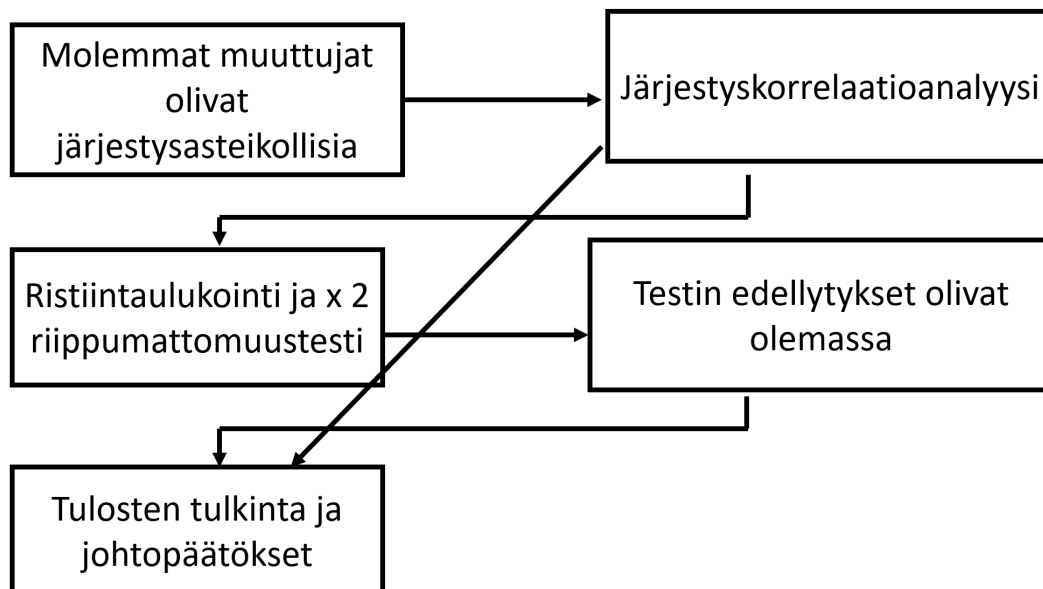 Molemmat muuttujat
olivat
järjestysasteikollisia
Järjestyskorrelaatioanalyysi
Ristiintaulukointi ja x 2
riippumattomuustesti
Testin edellytykset olivat
olemassa
Tulosten tulkinta ja
johtopäätökset